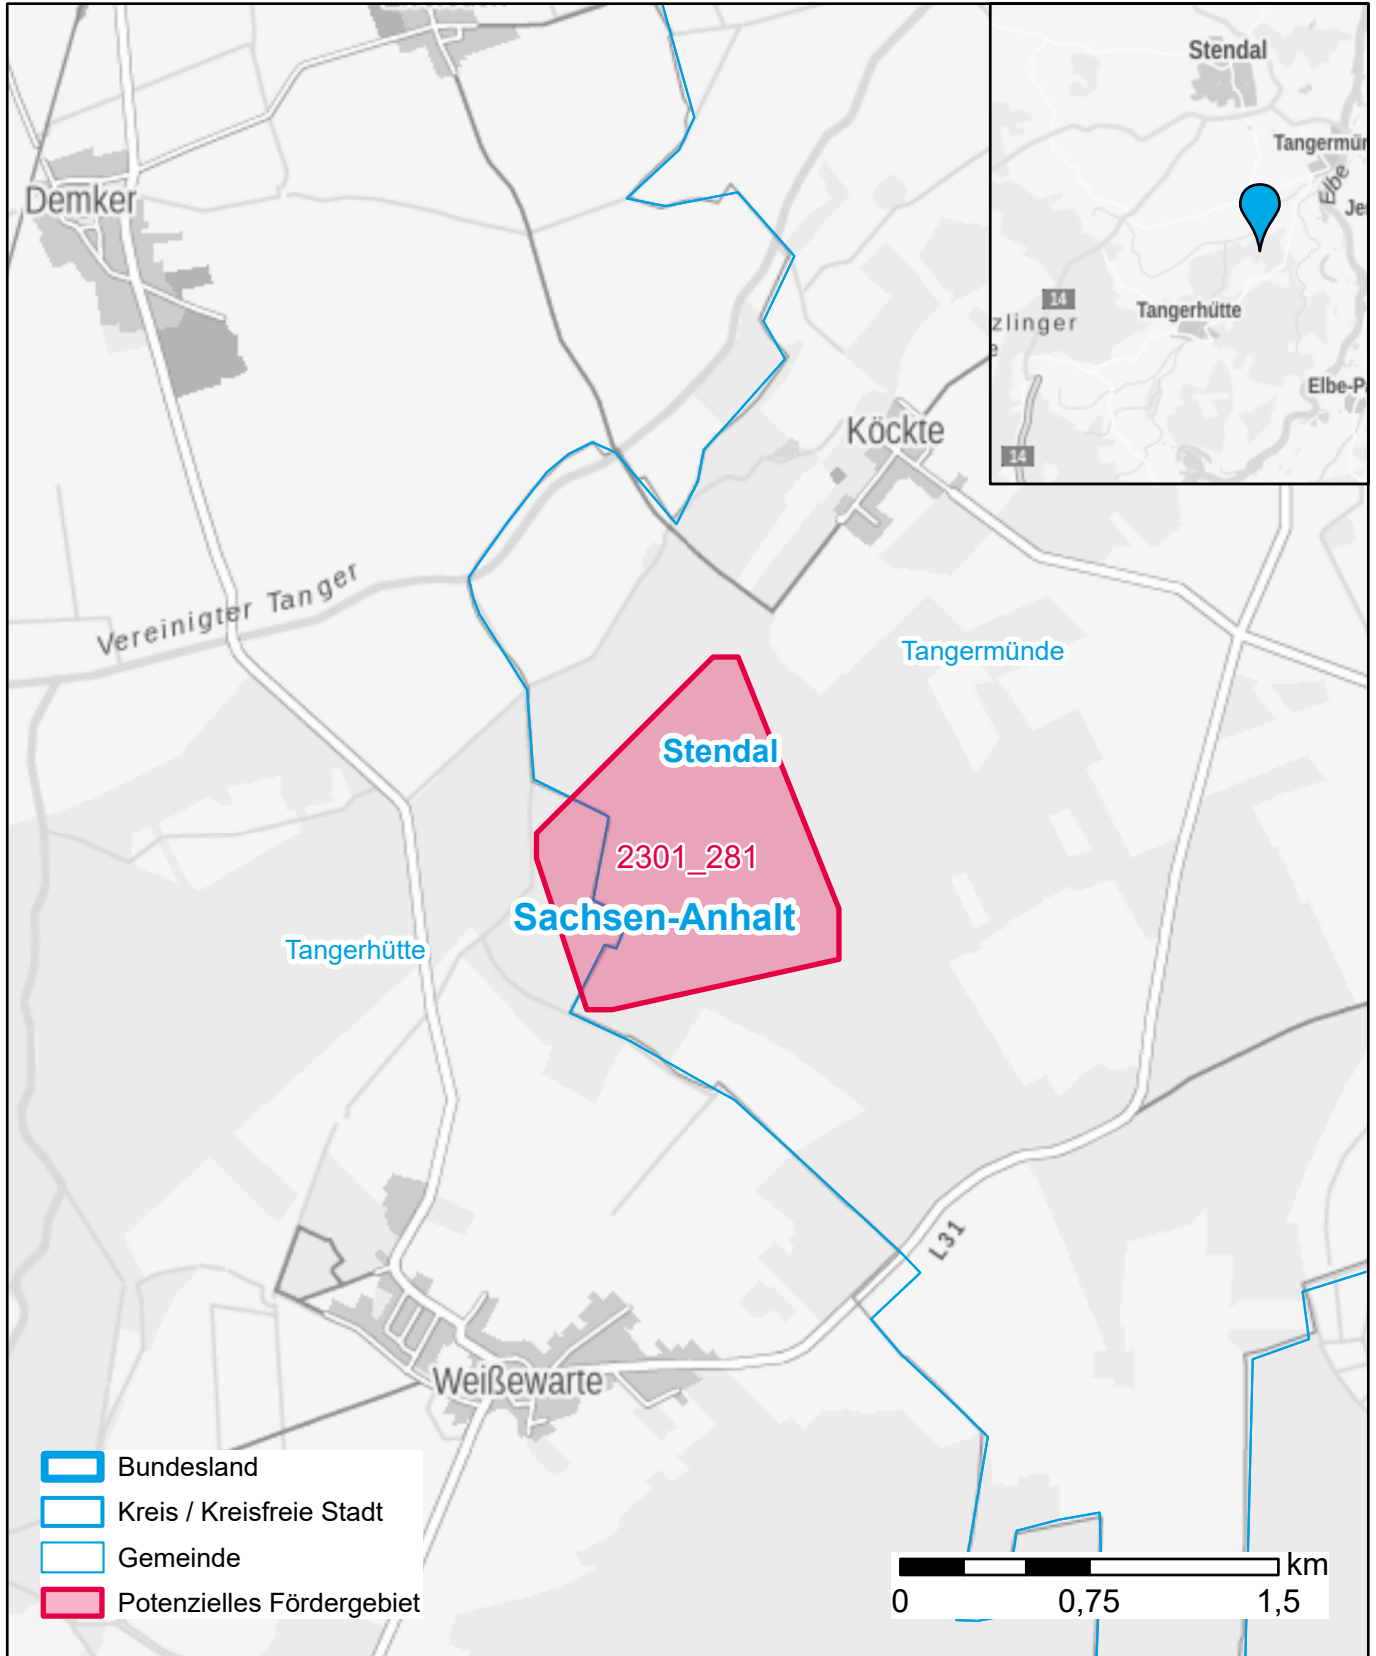 Stendal
Tangermün
Elbe
Je
14
Tangerhütte
zlinger
e
Elbe-P
14
Demker
Köckte
Vereinigter Tanger
Tangermünde
Stendal
2301_281
Sachsen-Anhalt
Tangerhütte
L31
Weißewarte
Bundesland
Kreis / Kreisfreie Stadt
Gemeinde
Potenzielles Fördergebiet
km
0 0,75 1,5